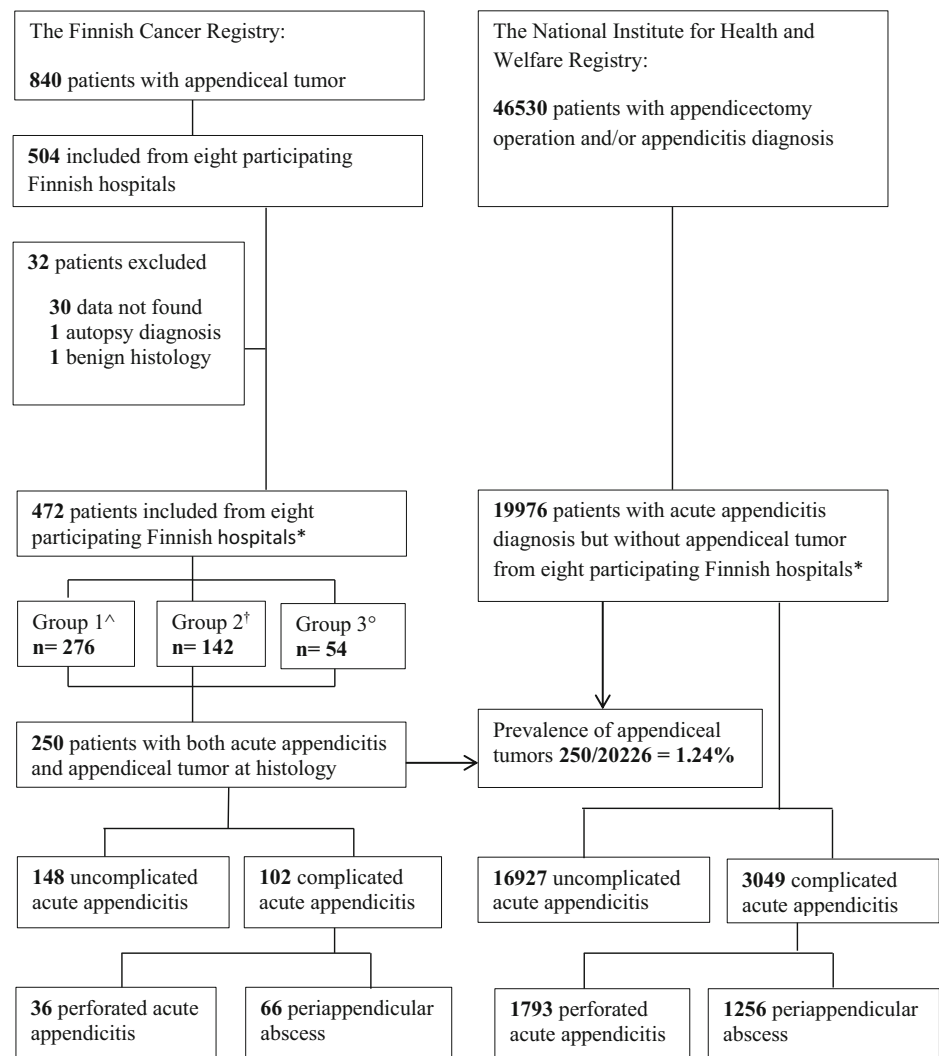 The Finnish Cancer Registry:
840 patients with appendiceal tumor
The National Institute for Health and
Welfare Registry:
46530 patients with appendicectomy
operation and/or appendicitis diagnosis
504 included from eight participating
Finnish hospitals
32 patients excluded
30 data not found
1 autopsy diagnosis
1 benign histology
472 patients included from eight
participating Finnish hospitals*
19976 patients with acute appendicitis
diagnosis but without appendiceal tumor
from eight participating Finnish hospitals*
Group 1^
n= 276
Group 2†
n= 142
Group 3°
n= 54
250 patients with both acute appendicitis
and appendiceal tumor at histology
Prevalence of appendiceal
tumors 250/20226 = 1.24%
148 uncomplicated
acute appendicitis
102 complicated
acute appendicitis
16927 uncomplicated
acute appendicitis
3049 complicated
acute appendicitis
36 perforated acute
appendicitis
66 periappendicular
abscess
1793 perforated
acute appendicitis
1256 periappendicular
abscess